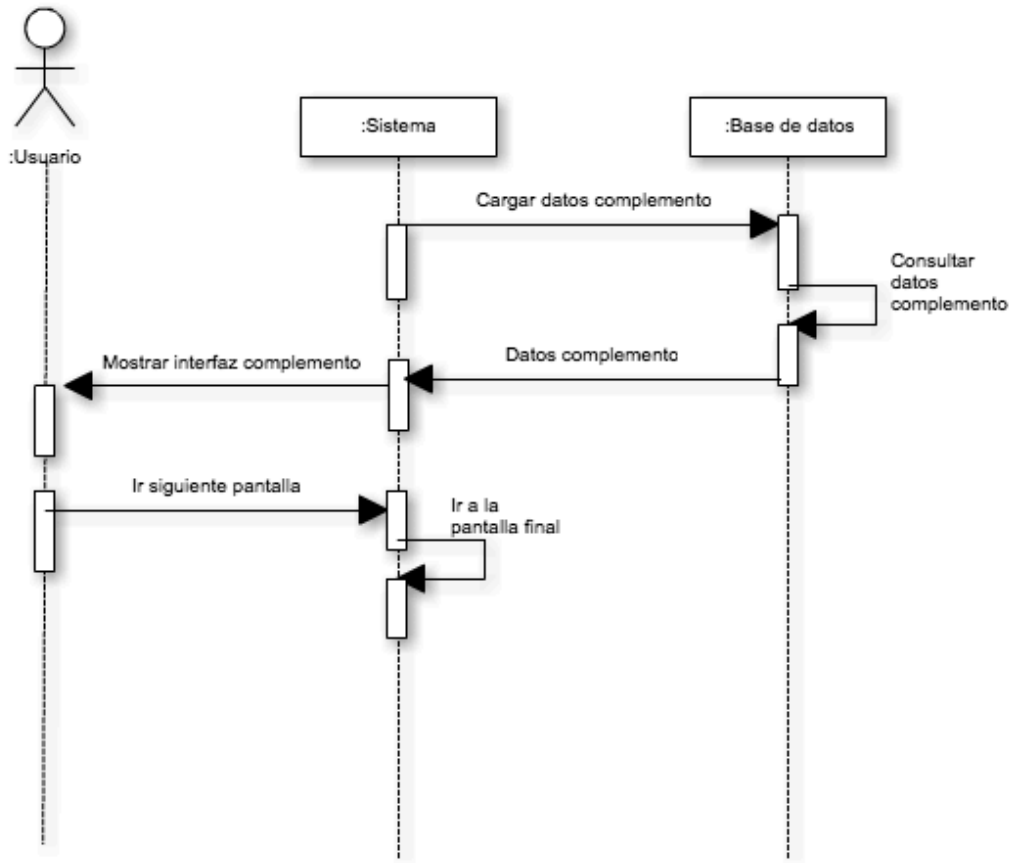 :Usuario
:Sistema
:Base de datos
Cargar datos complemento
Consultar
datos
complemento
Datos complemento
Mostrar interfaz complemento
Ir siguiente pantalla
Ir a la
pantalla final